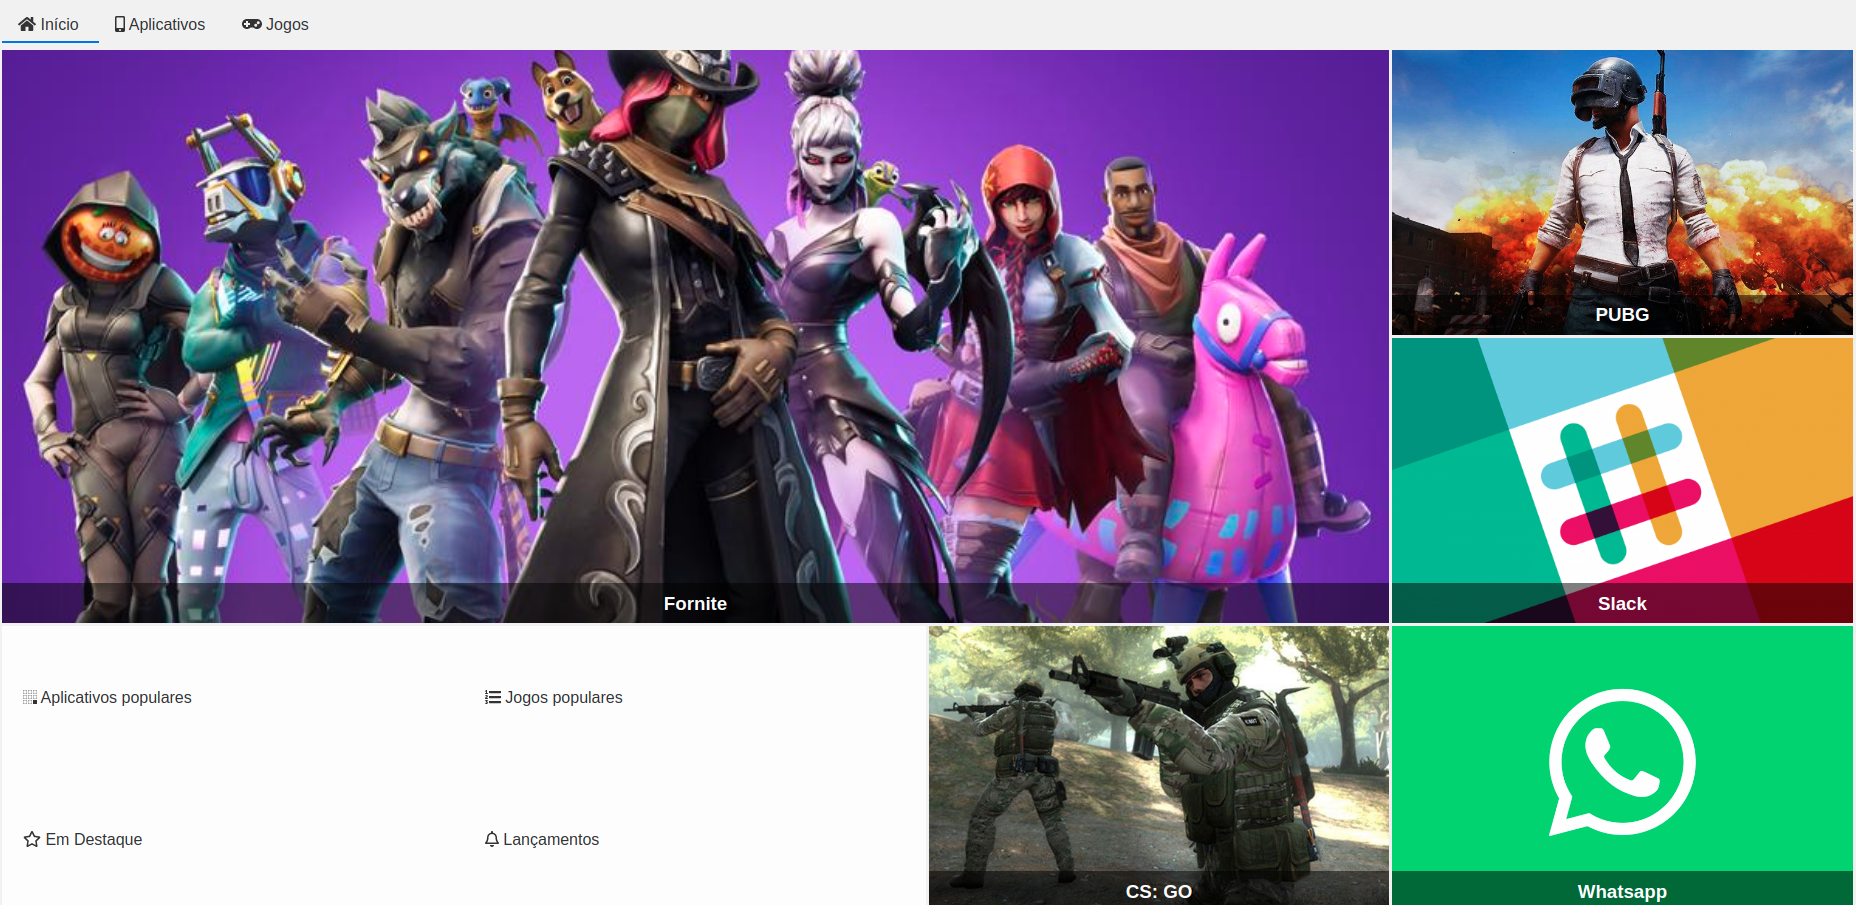 Início
Aplicativos
Jogos
Fornite
PUBG
Slack
Aplicativos populares
Jogos populares
Em Destaque
Lançamentos
CS: GO
Whatsapp